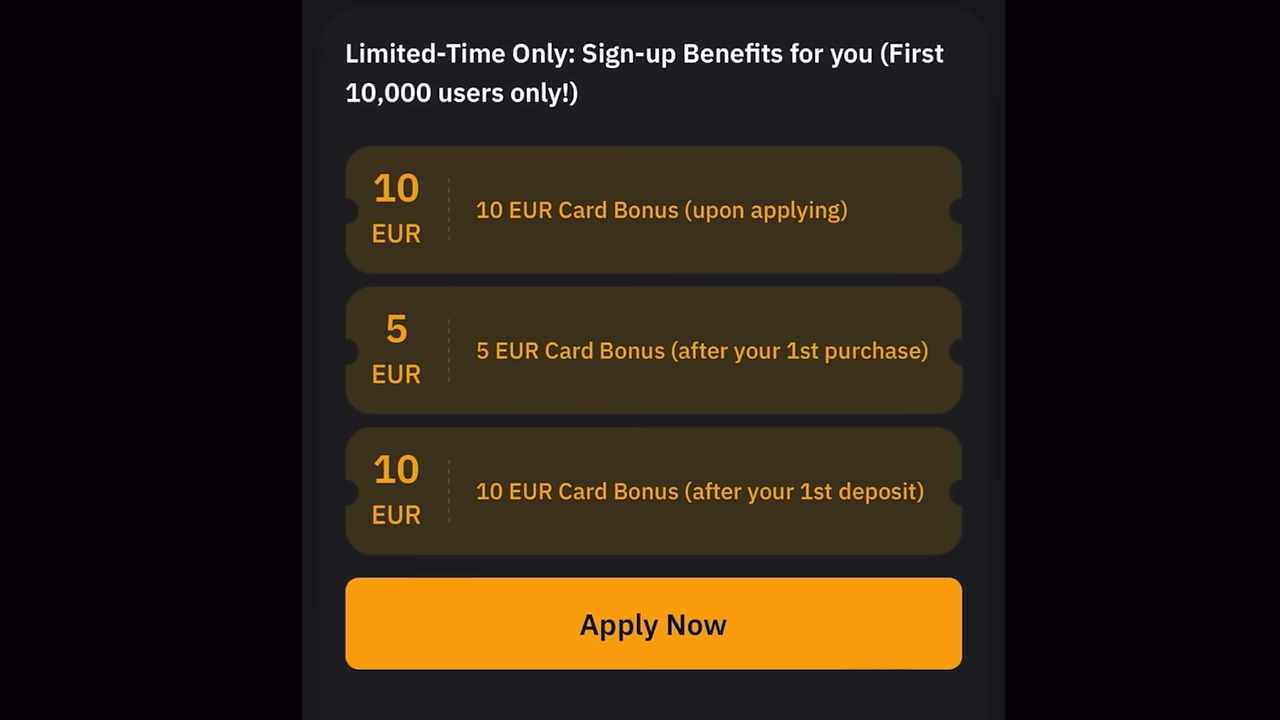 Limited-Time Only: Sign-up Benefits for you (First
10,000 users only!)
10
EUR
10 EUR Card Bonus (upon applying)
5
EUR
5 EUR Card Bonus (after your 1st purchase)
10
EUR
10 EUR Card Bonus (after your 1st deposit)
Apply Now